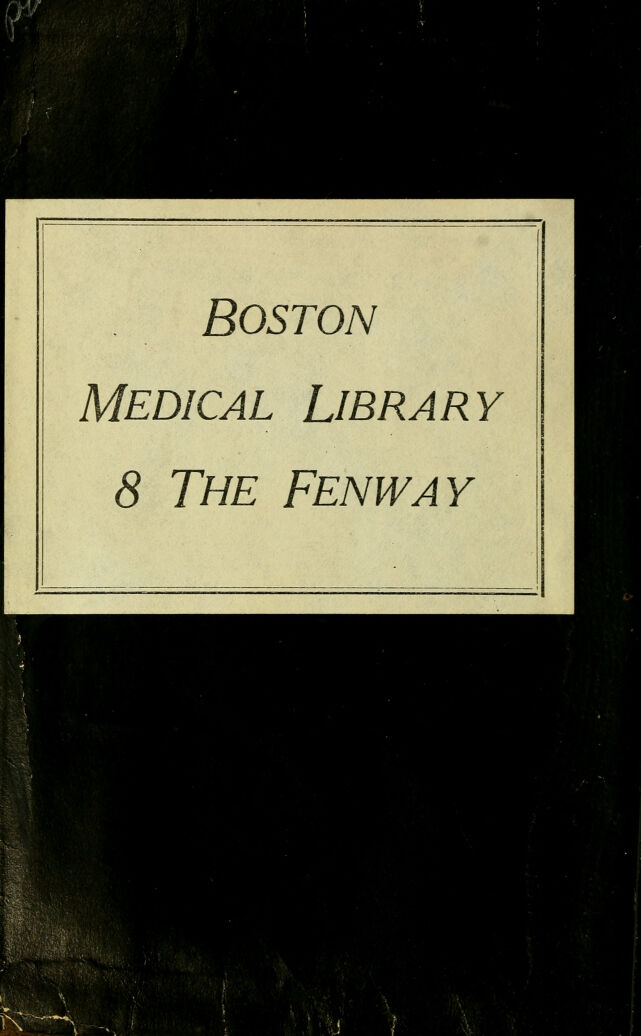 BOSTON
MEDICAL LIBRARY
8 THE FENWAY